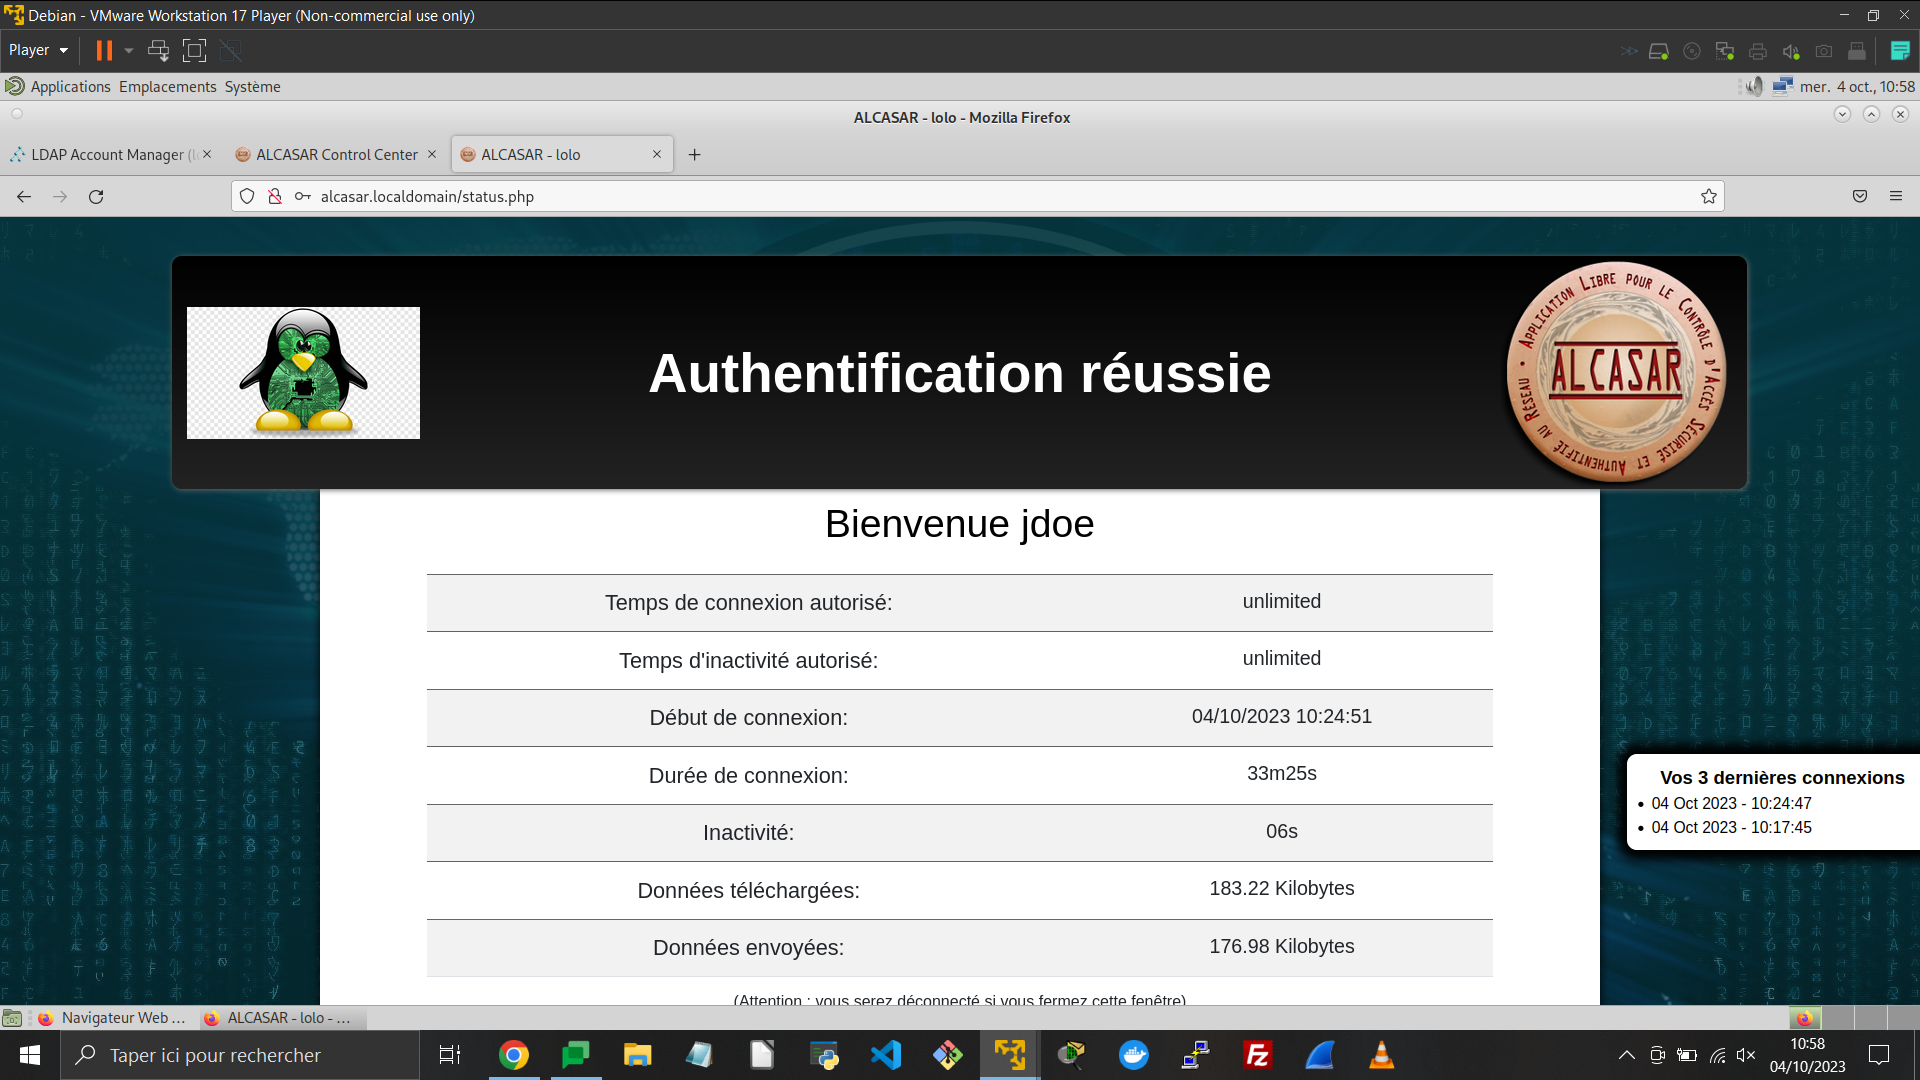 Debian - VMware Workstation 17 Player (Non-commercial use only)
Player
Applications Emplacements Système
mer. 4 oct., 10:58
ALCASAR - lolo - Mozilla Firefox
LDAP Account Manager (lo
ALCASAR Control Center
ALCASAR - lolo
alcasar.localdomain/status.php
Authentification réussie
Application Libre pour le Contrôle d'Accès Sécurisé et Authentifié au Réseau •
ALCASAR
Bienvenue jdoe
Temps de connexion autorisé: unlimited
Temps d'inactivité autorisé: unlimited
Début de connexion: 04/10/2023 10:24:51
Durée de connexion: 33m25s
Inactivité: 06s
Données téléchargées: 183.22 Kilobytes
Données envoyées: 176.98 Kilobytes
(Attention : vous serez déconnecté si vous fermez cette fenêtre)
Vos 3 dernières connexions
• 04 Oct 2023 - 10:24:47
• 04 Oct 2023 - 10:17:45
Navigateur Web ...
ALCASAR - lolo - ...
Taper ici pour rechercher
10:58
04/10/2023